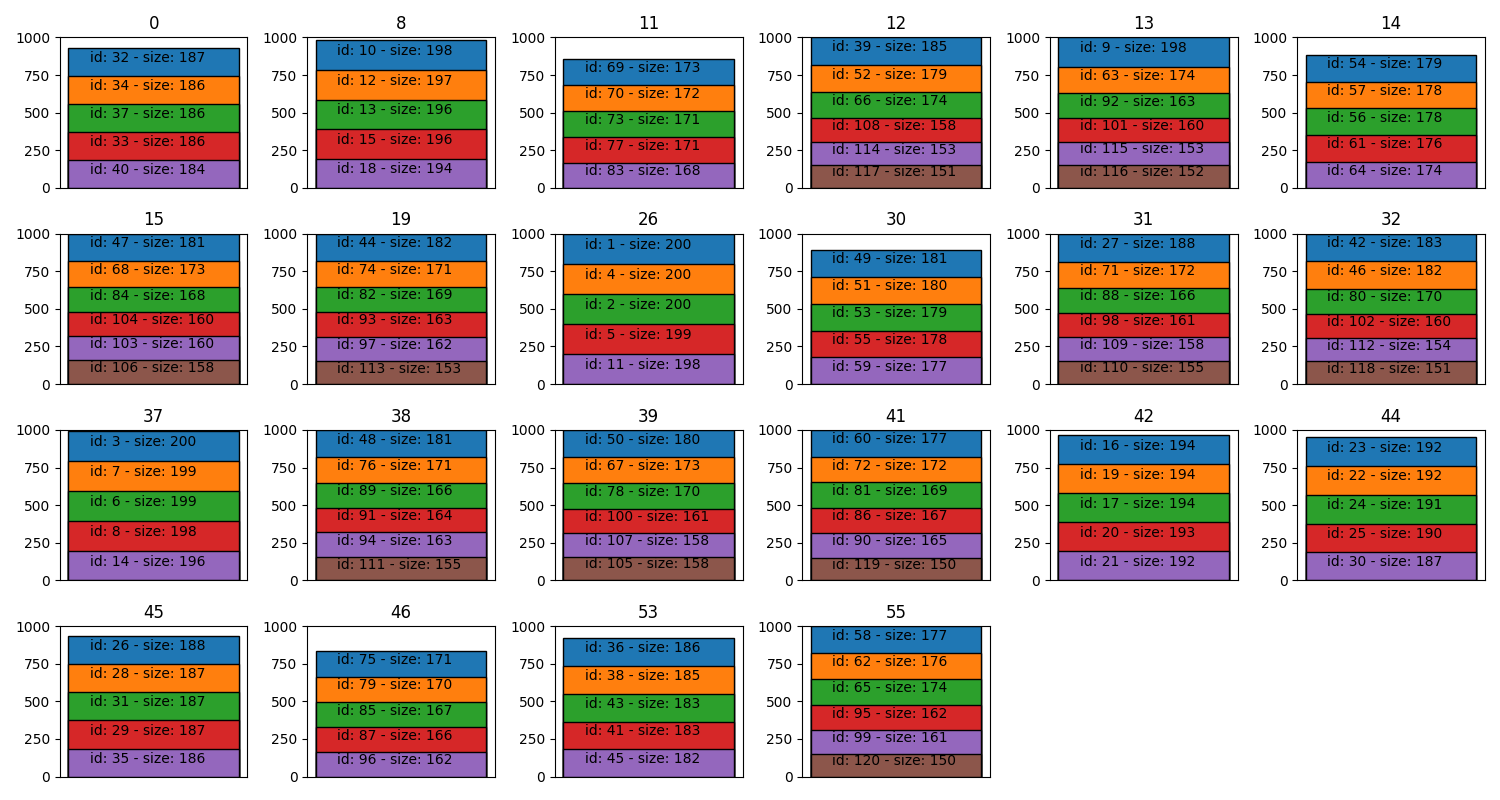 0
8
11
12
13
14
1000
750
500
250
0
id: 32 - size: 187
id: 34 - size: 186
id: 37 - size: 186
id: 33 - size: 186
id: 40 - size: 184
1000
750
500
250
0
id: 10 - size: 198
id: 12 - size: 197
id: 13 - size: 196
id: 15 - size: 196
id: 18 - size: 194
1000
750
500
250
0
id: 69 - size: 173
id: 70 - size: 172
id: 73 - size: 171
id: 77 - size: 171
id: 83 - size: 168
1000
750
500
250
0
id: 39 - size: 185
id: 52 - size: 179
id: 66 - size: 174
id: 108 - size: 158
id: 114 - size: 153
id: 117 - size: 151
1000
750
500
250
0
id: 9 - size: 198
id: 63 - size: 174
id: 92 - size: 163
id: 101 - size: 160
id: 115 - size: 153
id: 116 - size: 152
1000
750
500
250
0
id: 54 - size: 179
id: 57 - size: 178
id: 56 - size: 178
id: 61 - size: 176
id: 64 - size: 174
15
19
26
30
31
32
1000
750
500
250
0
id: 47 - size: 181
id: 68 - size: 173
id: 84 - size: 168
id: 104 - size: 160
id: 103 - size: 160
id: 106 - size: 158
1000
750
500
250
0
id: 44 - size: 182
id: 74 - size: 171
id: 82 - size: 169
id: 93 - size: 163
id: 97 - size: 162
id: 113 - size: 153
1000
750
500
250
0
id: 1 - size: 200
id: 4 - size: 200
id: 2 - size: 200
id: 5 - size: 199
id: 11 - size: 198
1000
750
500
250
0
id: 49 - size: 181
id: 51 - size: 180
id: 53 - size: 179
id: 55 - size: 178
id: 59 - size: 177
1000
750
500
250
0
id: 27 - size: 188
id: 71 - size: 172
id: 88 - size: 166
id: 98 - size: 161
id: 109 - size: 158
id: 110 - size: 155
1000
750
500
250
0
id: 42 - size: 183
id: 46 - size: 182
id: 80 - size: 170
id: 102 - size: 160
id: 112 - size: 154
id: 118 - size: 151
37
38
39
41
42
44
1000
750
500
250
0
id: 3 - size: 200
id: 7 - size: 199
id: 6 - size: 199
id: 8 - size: 198
id: 14 - size: 196
1000
750
500
250
0
id: 48 - size: 181
id: 76 - size: 171
id: 89 - size: 166
id: 91 - size: 164
id: 94 - size: 163
id: 111 - size: 155
1000
750
500
250
0
id: 50 - size: 180
id: 67 - size: 173
id: 78 - size: 170
id: 100 - size: 161
id: 107 - size: 158
id: 105 - size: 158
1000
750
500
250
0
id: 60 - size: 177
id: 72 - size: 172
id: 81 - size: 169
id: 86 - size: 167
id: 90 - size: 165
id: 119 - size: 150
1000
750
500
250
0
id: 16 - size: 194
id: 19 - size: 194
id: 17 - size: 194
id: 20 - size: 193
id: 21 - size: 192
1000
750
500
250
0
id: 23 - size: 192
id: 22 - size: 192
id: 24 - size: 191
id: 25 - size: 190
id: 30 - size: 187
45
46
53
55
1000
750
500
250
0
id: 26 - size: 188
id: 28 - size: 187
id: 31 - size: 187
id: 29 - size: 187
id: 35 - size: 186
1000
750
500
250
0
id: 75 - size: 171
id: 79 - size: 170
id: 85 - size: 167
id: 87 - size: 166
id: 96 - size: 162
1000
750
500
250
0
id: 36 - size: 186
id: 38 - size: 185
id: 43 - size: 183
id: 41 - size: 183
id: 45 - size: 182
1000
750
500
250
0
id: 58 - size: 177
id: 62 - size: 176
id: 65 - size: 174
id: 95 - size: 162
id: 99 - size: 161
id: 120 - size: 150